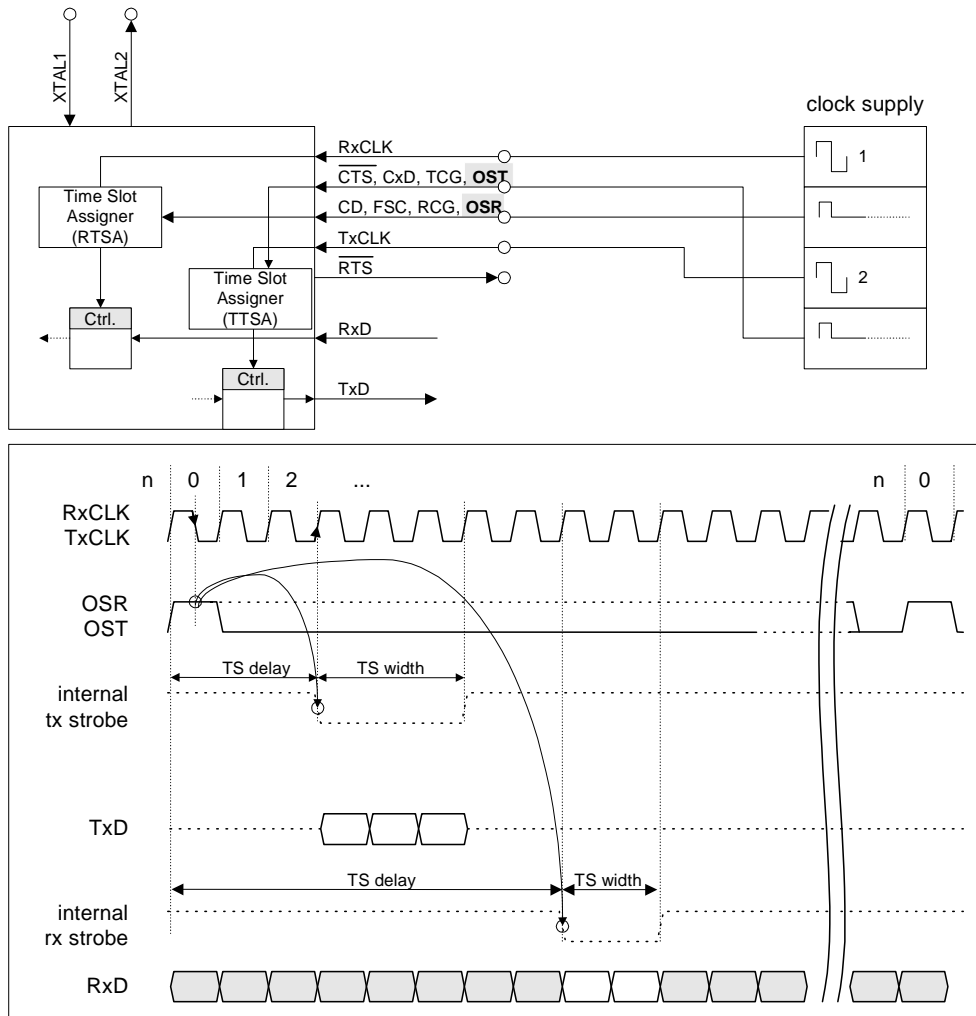 XTAL1
XTAL2
clock supply
RxCLK
1
CTS, CxD, TCG, OST
CD, FSC, RCG, OSR
TxCLK
2
RTS
Time Slot
Assigner
(RTSA)
Time Slot
Assigner
(TTSA)
Ctrl.
RxD
Ctrl.
TxD
n 0 1 2 ... n 0
RxCLK
TxCLK
OSR
OST
TS delay TS width
internal
tx strobe
TxD
TS delay TS width
internal
rx strobe
RxD